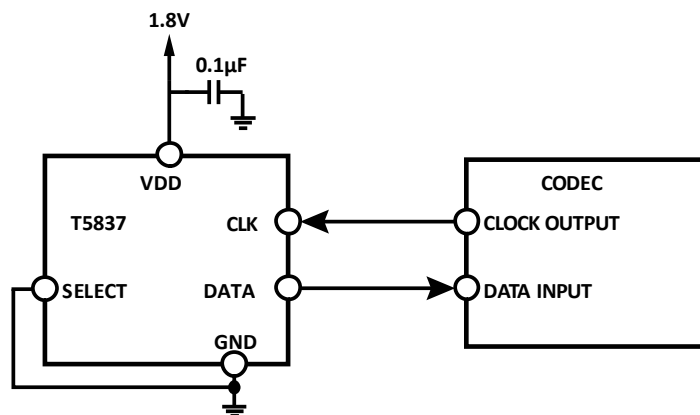 1.8V
0.1µF
VDD
CODEC
T5837
CLK
CLOCK OUTPUT
SELECT
DATA
DATA INPUT
GND